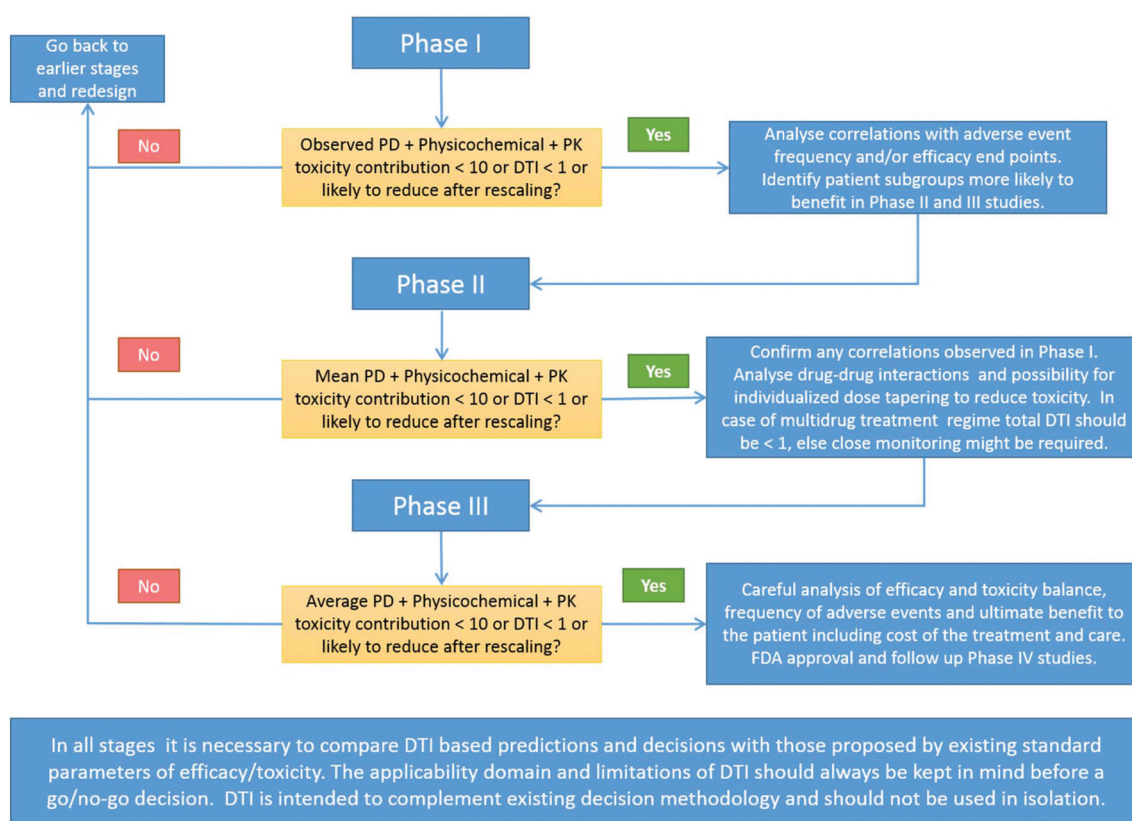 Go back to
earlier stages
and redesign
Phase I
No
Observed PD + Physicochemical + PK
toxicity contribution < 10 or DTI < 1 or
likely to reduce after rescaling?
Yes
Analyse correlations with adverse event
frequency and/or efficacy end points.
Identify patient subgroups more likely to
benefit in Phase II and III studies.
Phase II
No
Mean PD + Physicochemical + PK
toxicity contribution < 10 or DTI < 1 or
likely to reduce after rescaling?
Yes
Confirm any correlations observed in Phase I.
Analyse drug-drug interactions and possibility for
individualized dose tapering to reduce toxicity. In
case of multidrug treatment regime total DTI should
be < 1, else close monitoring might be required.
Phase III
No
Average PD + Physicochemical + PK
toxicity contribution < 10 or DTI < 1 or
likely to reduce after rescaling?
Yes
Careful analysis of efficacy and toxicity balance,
frequency of adverse events and ultimate benefit to
the patient including cost of the treatment and care.
FDA approval and follow up Phase IV studies.
In all stages it is necessary to compare DTI based predictions and decisions with those proposed by existing standard
parameters of efficacy/toxicity. The applicability domain and limitations of DTI should always be kept in mind before a
go/no-go decision. DTI is intended to complement existing decision methodology and should not be used in isolation.